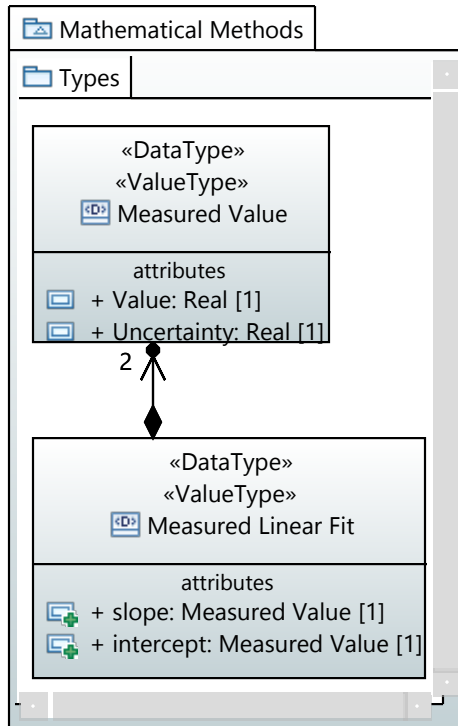 Mathematical Methods
Types
«DataType»
«ValueType»
Measured Value
attributes
+ Value: Real [1]
+ Uncertainty: Real [1]
2
«DataType»
«ValueType»
Measured Linear Fit
attributes
+ slope: Measured Value [1]
+ intercept: Measured Value [1]